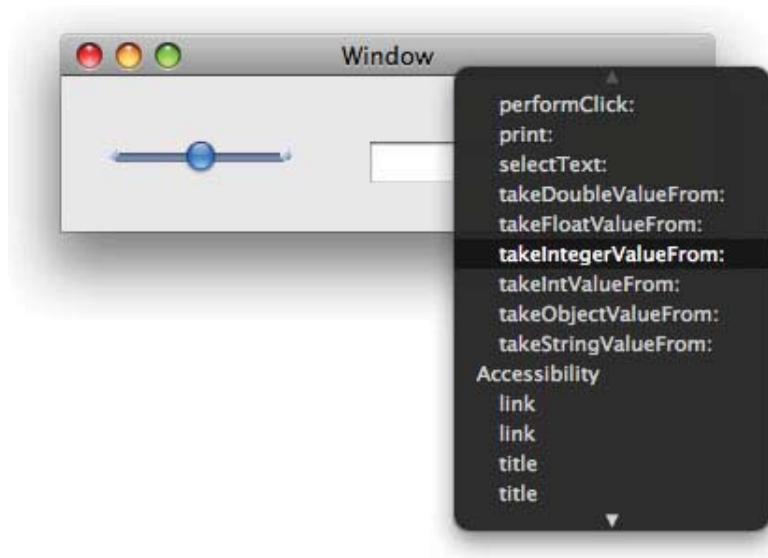 Window
performClick:
print:
selectText:
takeDoubleValueFrom:
takeFloatValueFrom:
takeIntegerValueFrom:
takeIntValueFrom:
takeObjectValueFrom:
takeStringValueFrom:
Accessibility
link
link
title
title